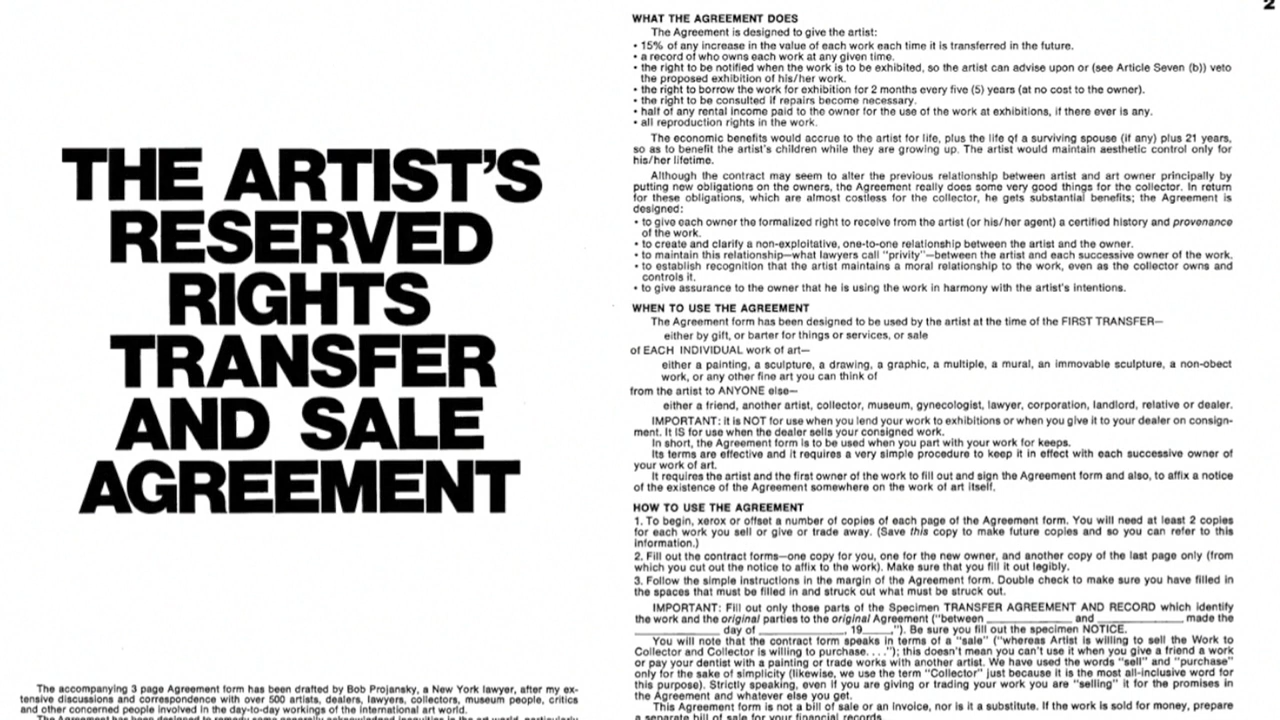 THE ARTIST'S
RESERVED
RIGHTS
TRANSFER
AND SALE
AGREEMENT
The accompanying 3 page Agreement form has been drafted by Bob Projansky, a New York lawyer, after my ex-
tensive discussions and correspondence with over 500 artists, dealers, lawyers, collectors, museum people, critics
and other concerned people involved in the day-to-day workings of the international art world.
The Agreement has been designed to remedy some generally acknowledged inequities in the art world, particularly
2
WHAT THE AGREEMENT DOES
The Agreement is designed to give the artist:
• 15% of any increase in the value of each work each time it is transferred in the future.
• a record of who owns each work at any given time.
• the right to be notified when the work is to be exhibited, so the artist can advise upon or (see Article Seven (b)) veto
the proposed exhibition of his/her work.
• the right to borrow the work for exhibition for 2 months every five (5) years (at no cost to the owner).
• the right to be consulted if repairs become necessary.
• half of any rental income paid to the owner for the use of the work at exhibitions, if there ever is any.
• all reproduction rights in the work.
The economic benefits would accrue to the artist for life, plus the life of a surviving spouse (if any) plus 21 years,
so as to benefit the artist's children while they are growing up. The artist would maintain aesthetic control only for
his/her lifetime.
Although the contract may seem to alter the previous relationship between artist and art owner principally by
putting new obligations on the owners, the Agreement really does some very good things for the collector. In return
for these obligations, which are almost costless for the collector, he gets substantial benefits; the Agreement is
designed:
• to give each owner the formalized right to receive from the artist (or his/her agent) a certified history and provenance
of the work.
• to create and clarify a non-exploitative, one-to-one relationship between the artist and the owner.
• to maintain this relationship—what lawyers call "privity"—between the artist and each successive owner of the work.
• to establish recognition that the artist maintains a moral relationship to the work, even as the collector owns and
controls it.
• to give assurance to the owner that he is using the work in harmony with the artist's intentions.
WHEN TO USE THE AGREEMENT
The Agreement form has been designed to be used by the artist at the time of the FIRST TRANSFER—
either by gift, or barter for things or services, or sale
of EACH INDIVIDUAL work of art—
either a painting, a sculpture, a drawing, a graphic, a multiple, a mural, an immovable sculpture, a non-obect
work, or any other fine art you can think of
from the artist to ANYONE else—
either a friend, another artist, collector, museum, gynecologist, lawyer, corporation, landlord, relative or dealer.
IMPORTANT: it is NOT for use when you lend your work to exhibitions or when you give it to your dealer on consign-
ment. It IS for use when the dealer sells your consigned work.
In short, the Agreement form is to be used when you part with your work for keeps.
Its terms are effective and it requires a very simple procedure to keep it in effect with each successive owner of
your work of art.
It requires the artist and the first owner of the work to fill out and sign the Agreement form and also, to affix a notice
of the existence of the Agreement somewhere on the work of art itself.
HOW TO USE THE AGREEMENT
1. To begin, xerox or offset a number of copies of each page of the Agreement form. You will need at least 2 copies
for each work you sell or give or trade away. (Save this copy to make future copies and so you can refer to this
information.)
2. Fill out the contract forms—one copy for you, one for the new owner, and another copy of the last page only (from
which you cut out the notice to affix to the work). Make sure that you fill it out legibly.
3. Follow the simple instructions in the margin of the Agreement form. Double check to make sure you have filled in
the spaces that must be filled in and struck out what must be struck out.
IMPORTANT: Fill out only those parts of the Specimen TRANSFER AGREEMENT AND RECORD which identify
the work and the original parties to the original Agreement ("between ____________ and ____________ made the
____________ day of ____________, 19____,"). Be sure you fill out the specimen NOTICE.
You will note that the contract form speaks in terms of a "sale" ("whereas Artist is willing to sell the Work to
Collector and Collector is willing to purchase. . . ."); this doesn't mean you can't use it when you give a friend a work
or pay your dentist with a painting or trade works with another artist. We have used the words "sell" and "purchase"
only for the sake of simplicity (likewise, we use the term "Collector" just because it is the most all-inclusive word for
this purpose). Strictly speaking, even if you are giving or trading your work you are "selling" it for the promises in
the Agreement and whatever else you get.
This Agreement form is not a bill of sale or an invoice, nor is it a substitute. If the work is sold for money, prepare
a separate bill of sale for your financial records.